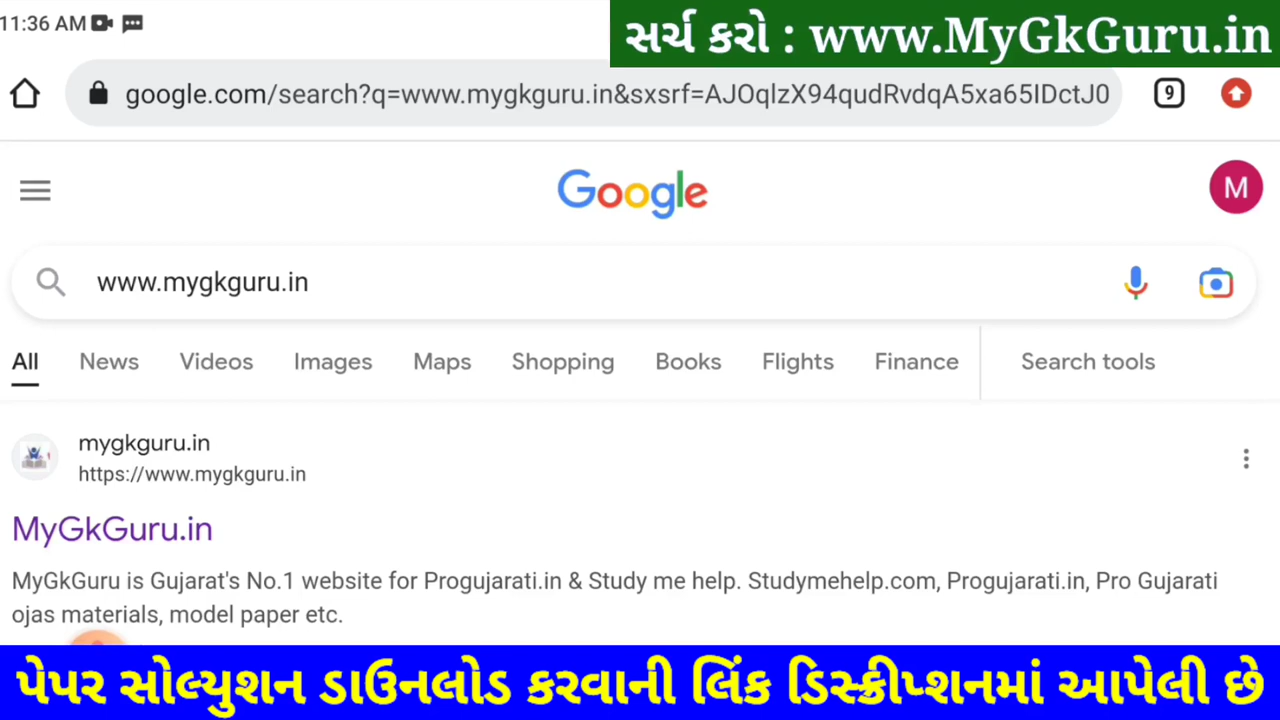 11:36 AM
સર્ચ કરો : www.MyGkGuru.in
google.com/search?q=www.mygkguru.in&sxsrf=AJOqlzX94qudRvdqA5xa65IDctJ0
9
Google
M
www.mygkguru.in
All News Videos Images Maps Shopping Books Flights Finance Search tools
mygkguru.in
https://www.mygkguru.in
MyGkGuru.in
MyGkGuru is Gujarat's No.1 website for Progujarati.in & Study me help. Studymehelp.com, Progujarati.in, Pro Gujarati
ojas materials, model paper etc.
પેપર સોલ્યુશન ડાઉનલોડ કરવાની લિંક ડિસ્ક્રીપ્શનમાં આપેલી છે